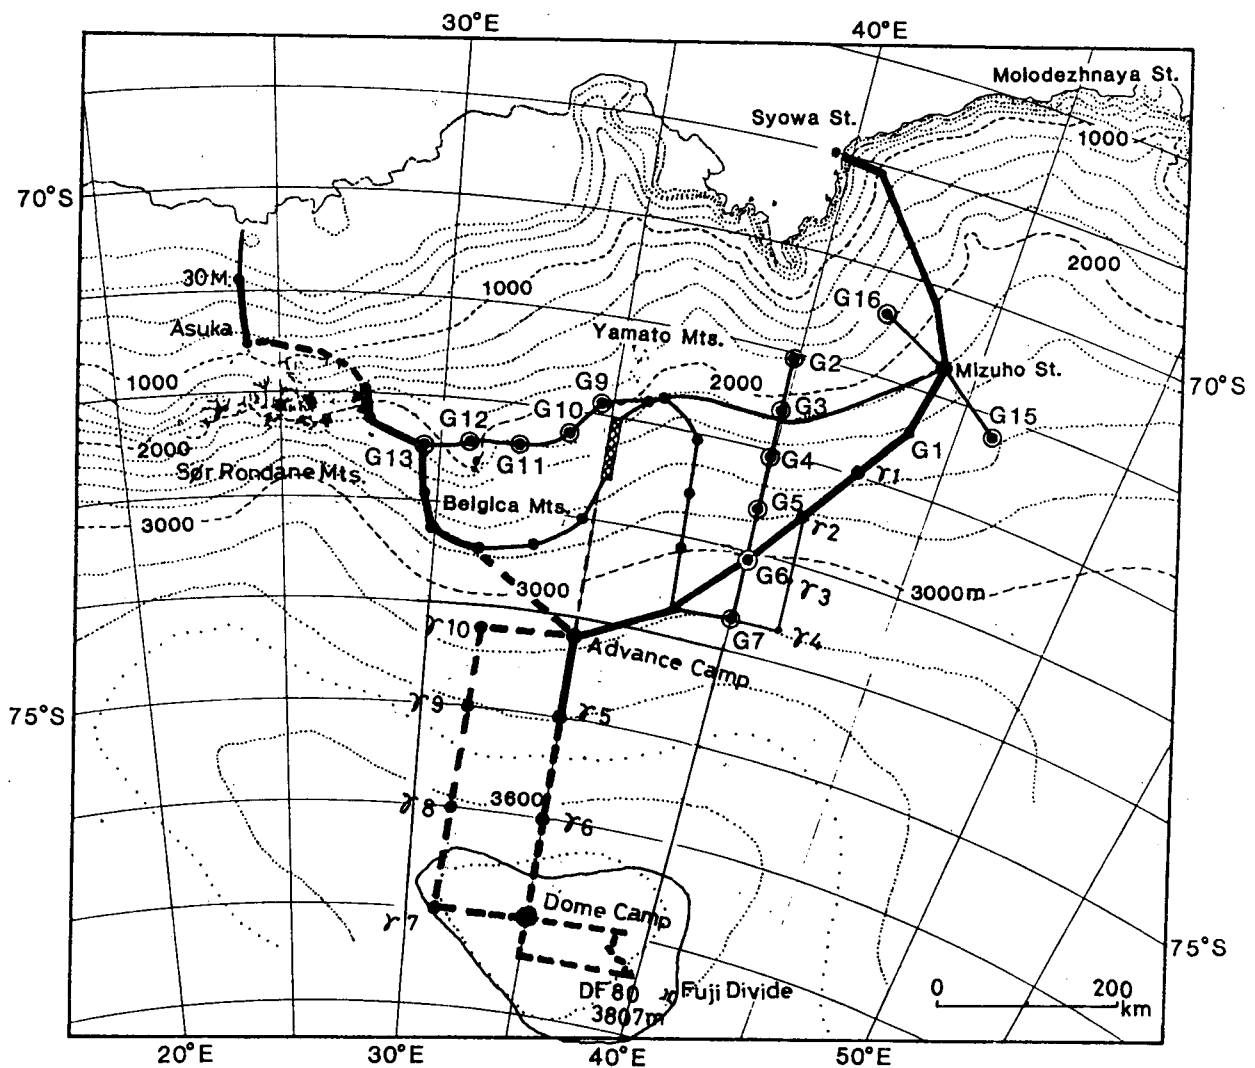 30°E
40°E
Molodezhnaya St.
Syowa St.
1000
70°S
2000
30M
1000
G16
Asuka
Yamato Mts.
G2
Mizuho St.
1000
G9
2000
70°S
G3
G12
G10
G15
G13
G11
G4
G1
2000
Sør Rondane Mts.
γ1
Belgica Mts.
G5
3000
γ2
G6
3000
γ3
3000m
γ10
G7
γ4
Advance Camp
γ9
γ5
75°S
3600
γ8
γ6
Dome Camp
γ7
75°S
DF80
Fuji Divide
0
200
km
3807m
20°E
30°E
40°E
50°E